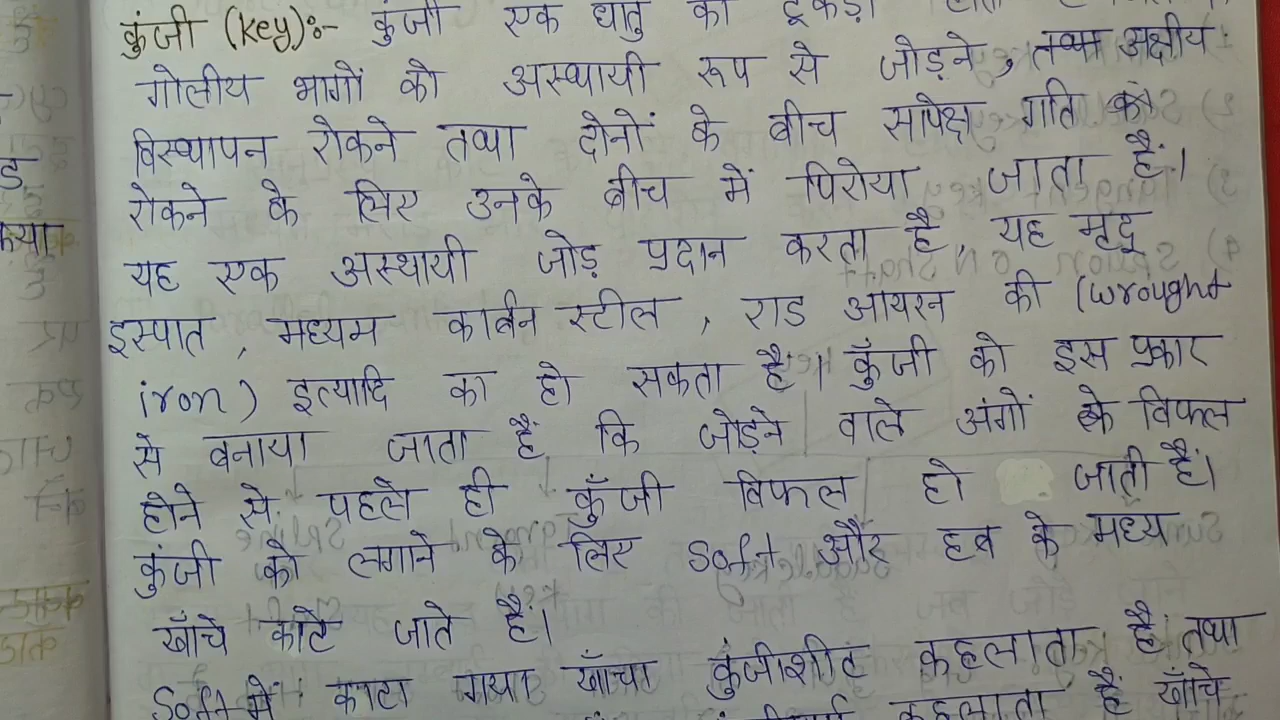 कुंजी (key):- कुंजी एक धातु का टूकड़ा
गोलीय भागों को अस्थायी रूप से जोड़ने, तथा अक्षीय
विस्थापन रोकने तथा दोनों के बीच सापेक्ष गति को
रोकने के लिए उनके बीच में पिरोया जाता हैं।
यह एक अस्थायी जोड़ प्रदान करता है, यह मृदू
इस्पात, मध्यम कार्बन स्टील, राड आयरन की (wrought
iron) इत्यादि का हो सकता है। कुँजी को इस प्रकार
से बनाया जाता हैं कि जोड़ने वाले अंगों के विफल
होने से पहले ही कुँजी विफल हो जाती हैं।
कुंजी को लगाने के लिए soft और हब के मध्य
खाँचे काटे जाते हैं।
soft में काटा गया खाँचा कुंजीशीट कहलाता है तथा
कहलाता हैं खाँचे